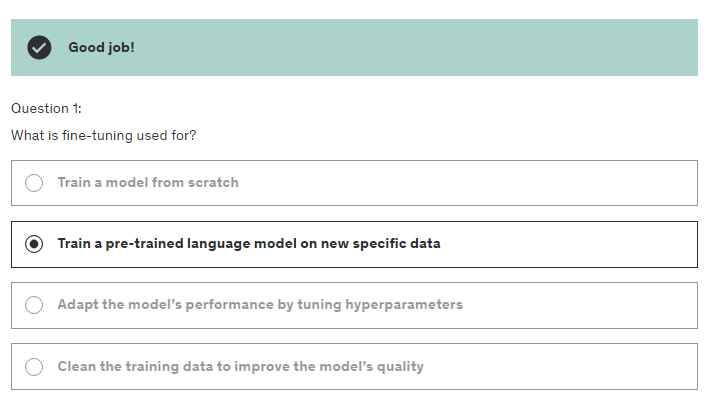 Good job!
Question 1:
What is fine-tuning used for?
Train a model from scratch
Train a pre-trained language model on new specific data
Adapt the model's performance by tuning hyperparameters
Clean the training data to improve the model's quality